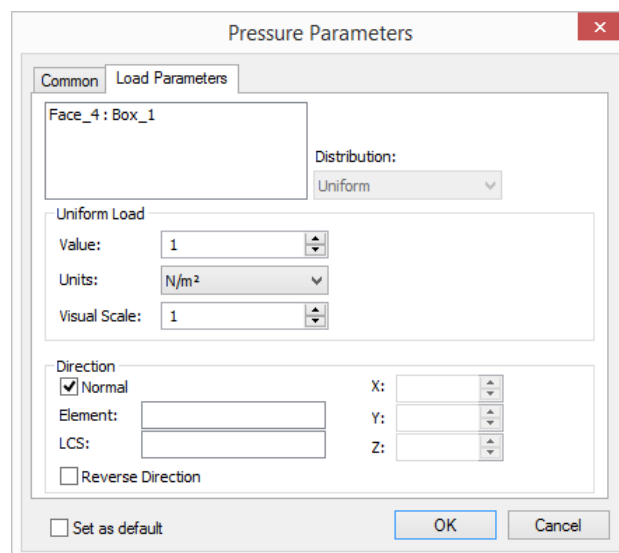 Pressure Parameters
Common
Load Parameters
Face_4 : Box_1
Distribution:
Uniform
Uniform Load
Value:
1
Units:
N/m²
Visual Scale:
1
Direction
Normal
X:
Element:
Y:
LCS:
Z:
Reverse Direction
Set as default
OK
Cancel